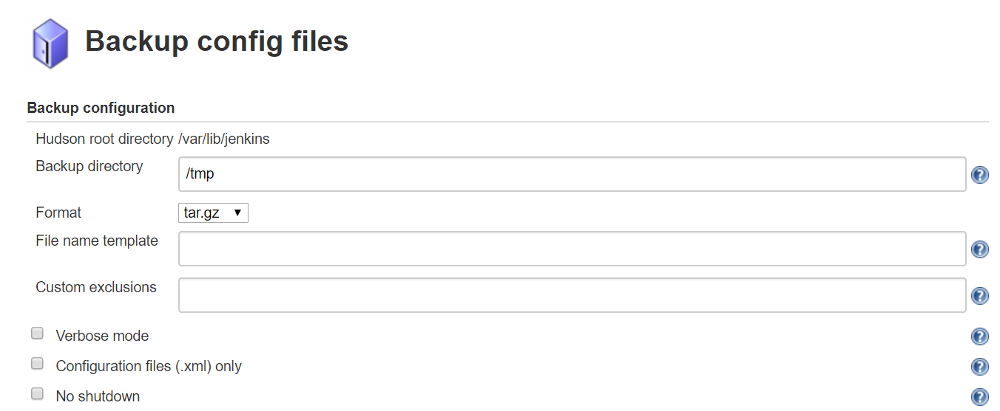 Backup config files
Backup configuration
Hudson root directory /var/lib/jenkins
Backup directory
/tmp
Format
tar.gz
File name template
Custom exclusions
Verbose mode
Configuration files (.xml) only
No shutdown